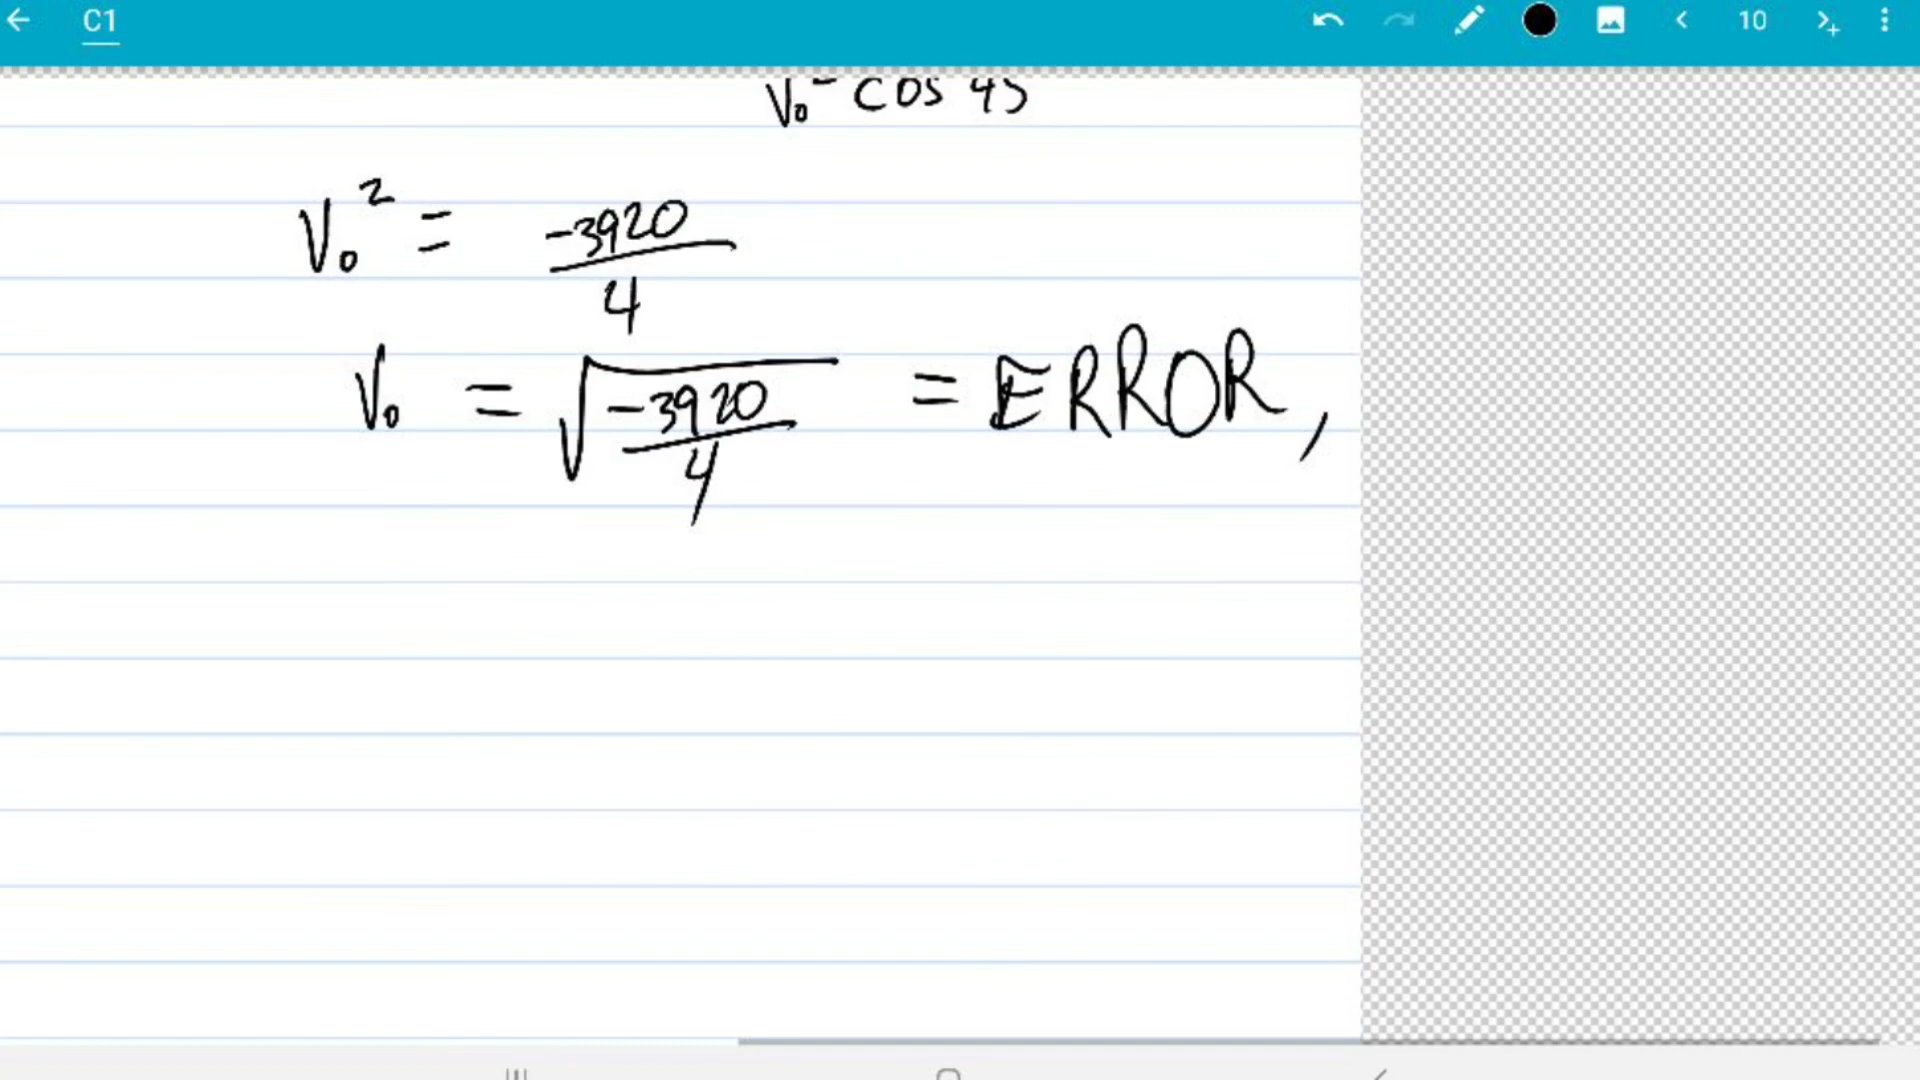 C1
10
V₀² cos 45
V₀² = -3920/4
V₀ = √(-3920/4) = ERROR,